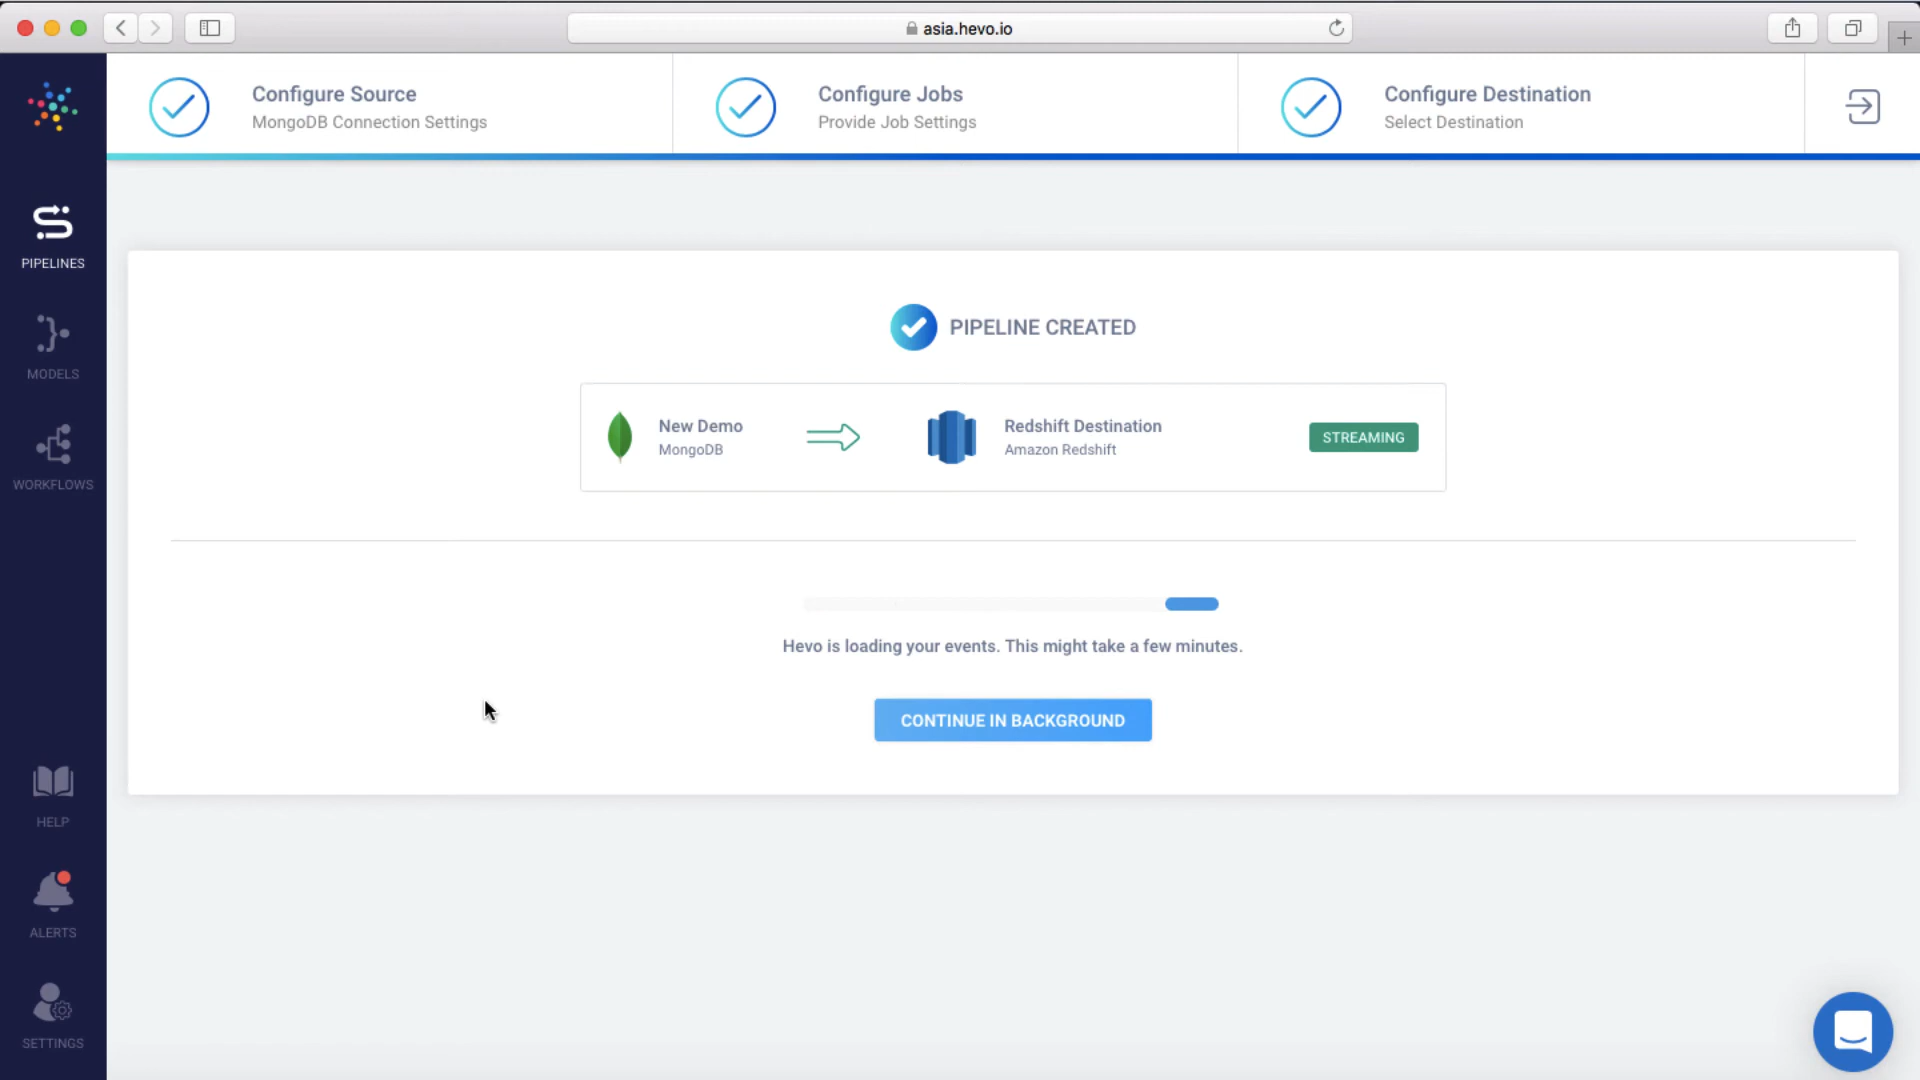 asia.hevo.io
Configure Source
MongoDB Connection Settings
Configure Jobs
Provide Job Settings
Configure Destination
Select Destination
PIPELINES
MODELS
WORKFLOWS
HELP
ALERTS
SETTINGS
PIPELINE CREATED
New Demo
MongoDB
Redshift Destination
Amazon Redshift
STREAMING
Hevo is loading your events. This might take a few minutes.
CONTINUE IN BACKGROUND